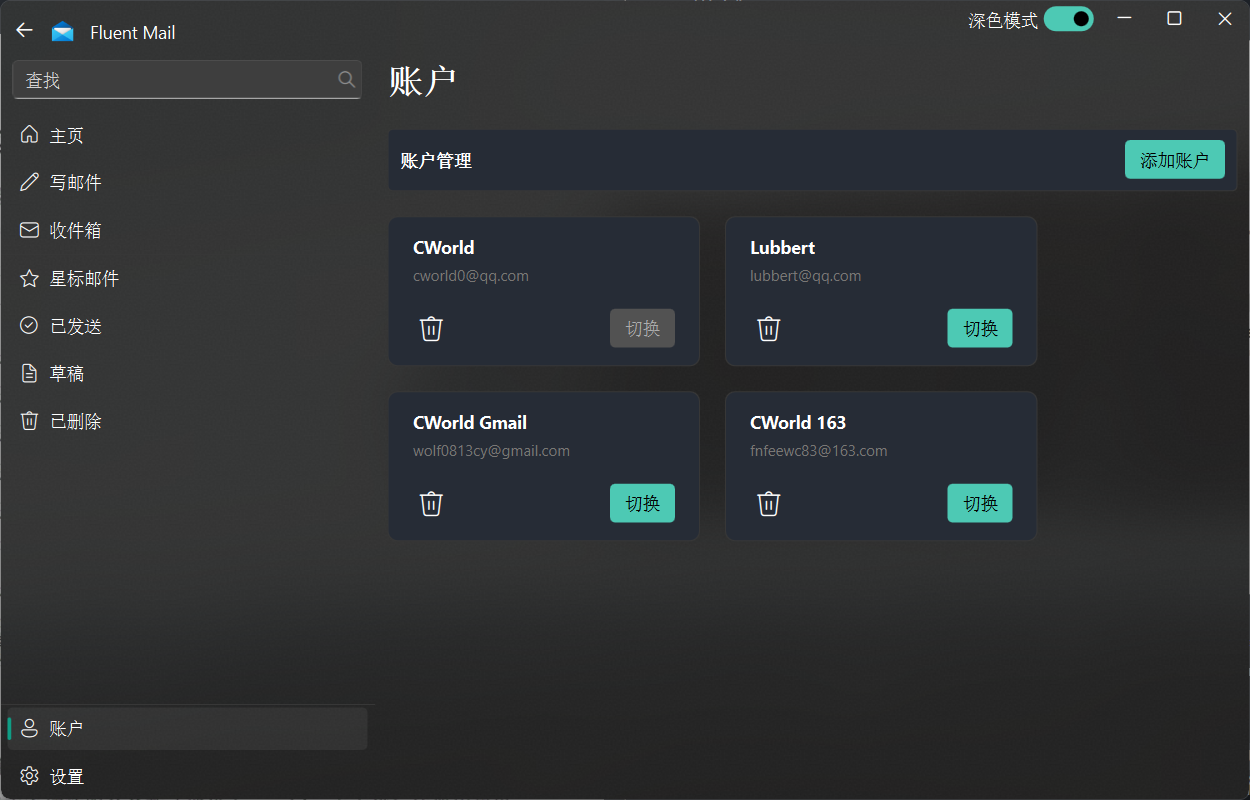 Fluent Mail
深色模式
查找
主页
写邮件
收件箱
星标邮件
已发送
草稿
已删除
账户
设置
账户
账户管理
添加账户
CWorld
cworld0@qq.com
切换
Lubbert
lubbert@qq.com
切换
CWorld Gmail
wolf0813cy@gmail.com
切换
CWorld 163
fnfeewc83@163.com
切换